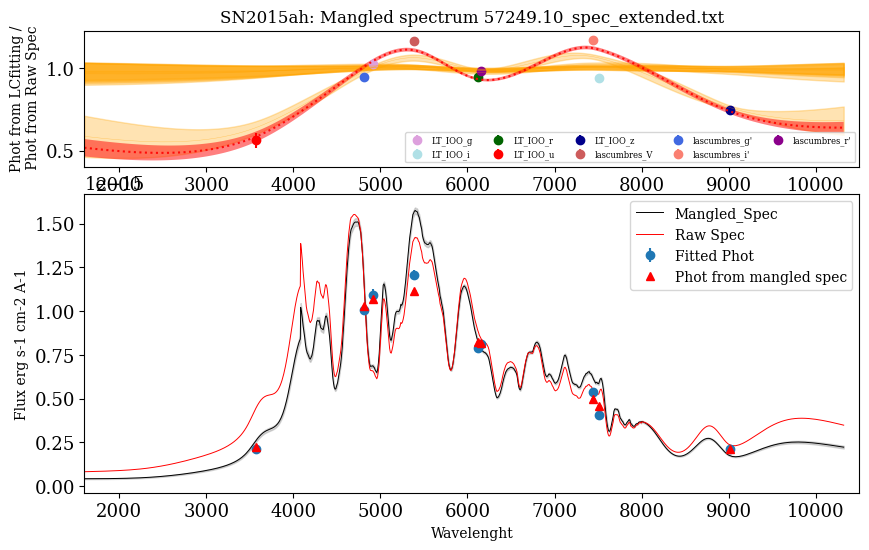 SN2015ah: Mangled spectrum 57249.10_spec_extended.txt
Phot from LCfitting /
Phot from Raw Spec
1.0
0.5
LT_IOO_g
LT_IOO_r
LT_IOO_z
lascumbres_g'
lascumbres_r'
LT_IOO_i
LT_IOO_u
lascumbres_V
lascumbres_i'
2000 3000 4000 5000 6000 7000 8000 9000 10000
1e−15
Flux erg s-1 cm-2 A-1
1.50
1.25
1.00
0.75
0.50
0.25
0.00
Mangled_Spec
Raw Spec
Fitted Phot
Phot from mangled spec
2000 3000 4000 5000 6000 7000 8000 9000 10000
Wavelenght